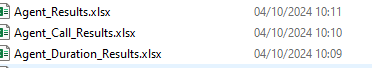 Agent_Results.xlsx 04/10/2024 10:11
Agent_Call_Results.xlsx 04/10/2024 10:10
Agent_Duration_Results.xlsx 04/10/2024 10:09